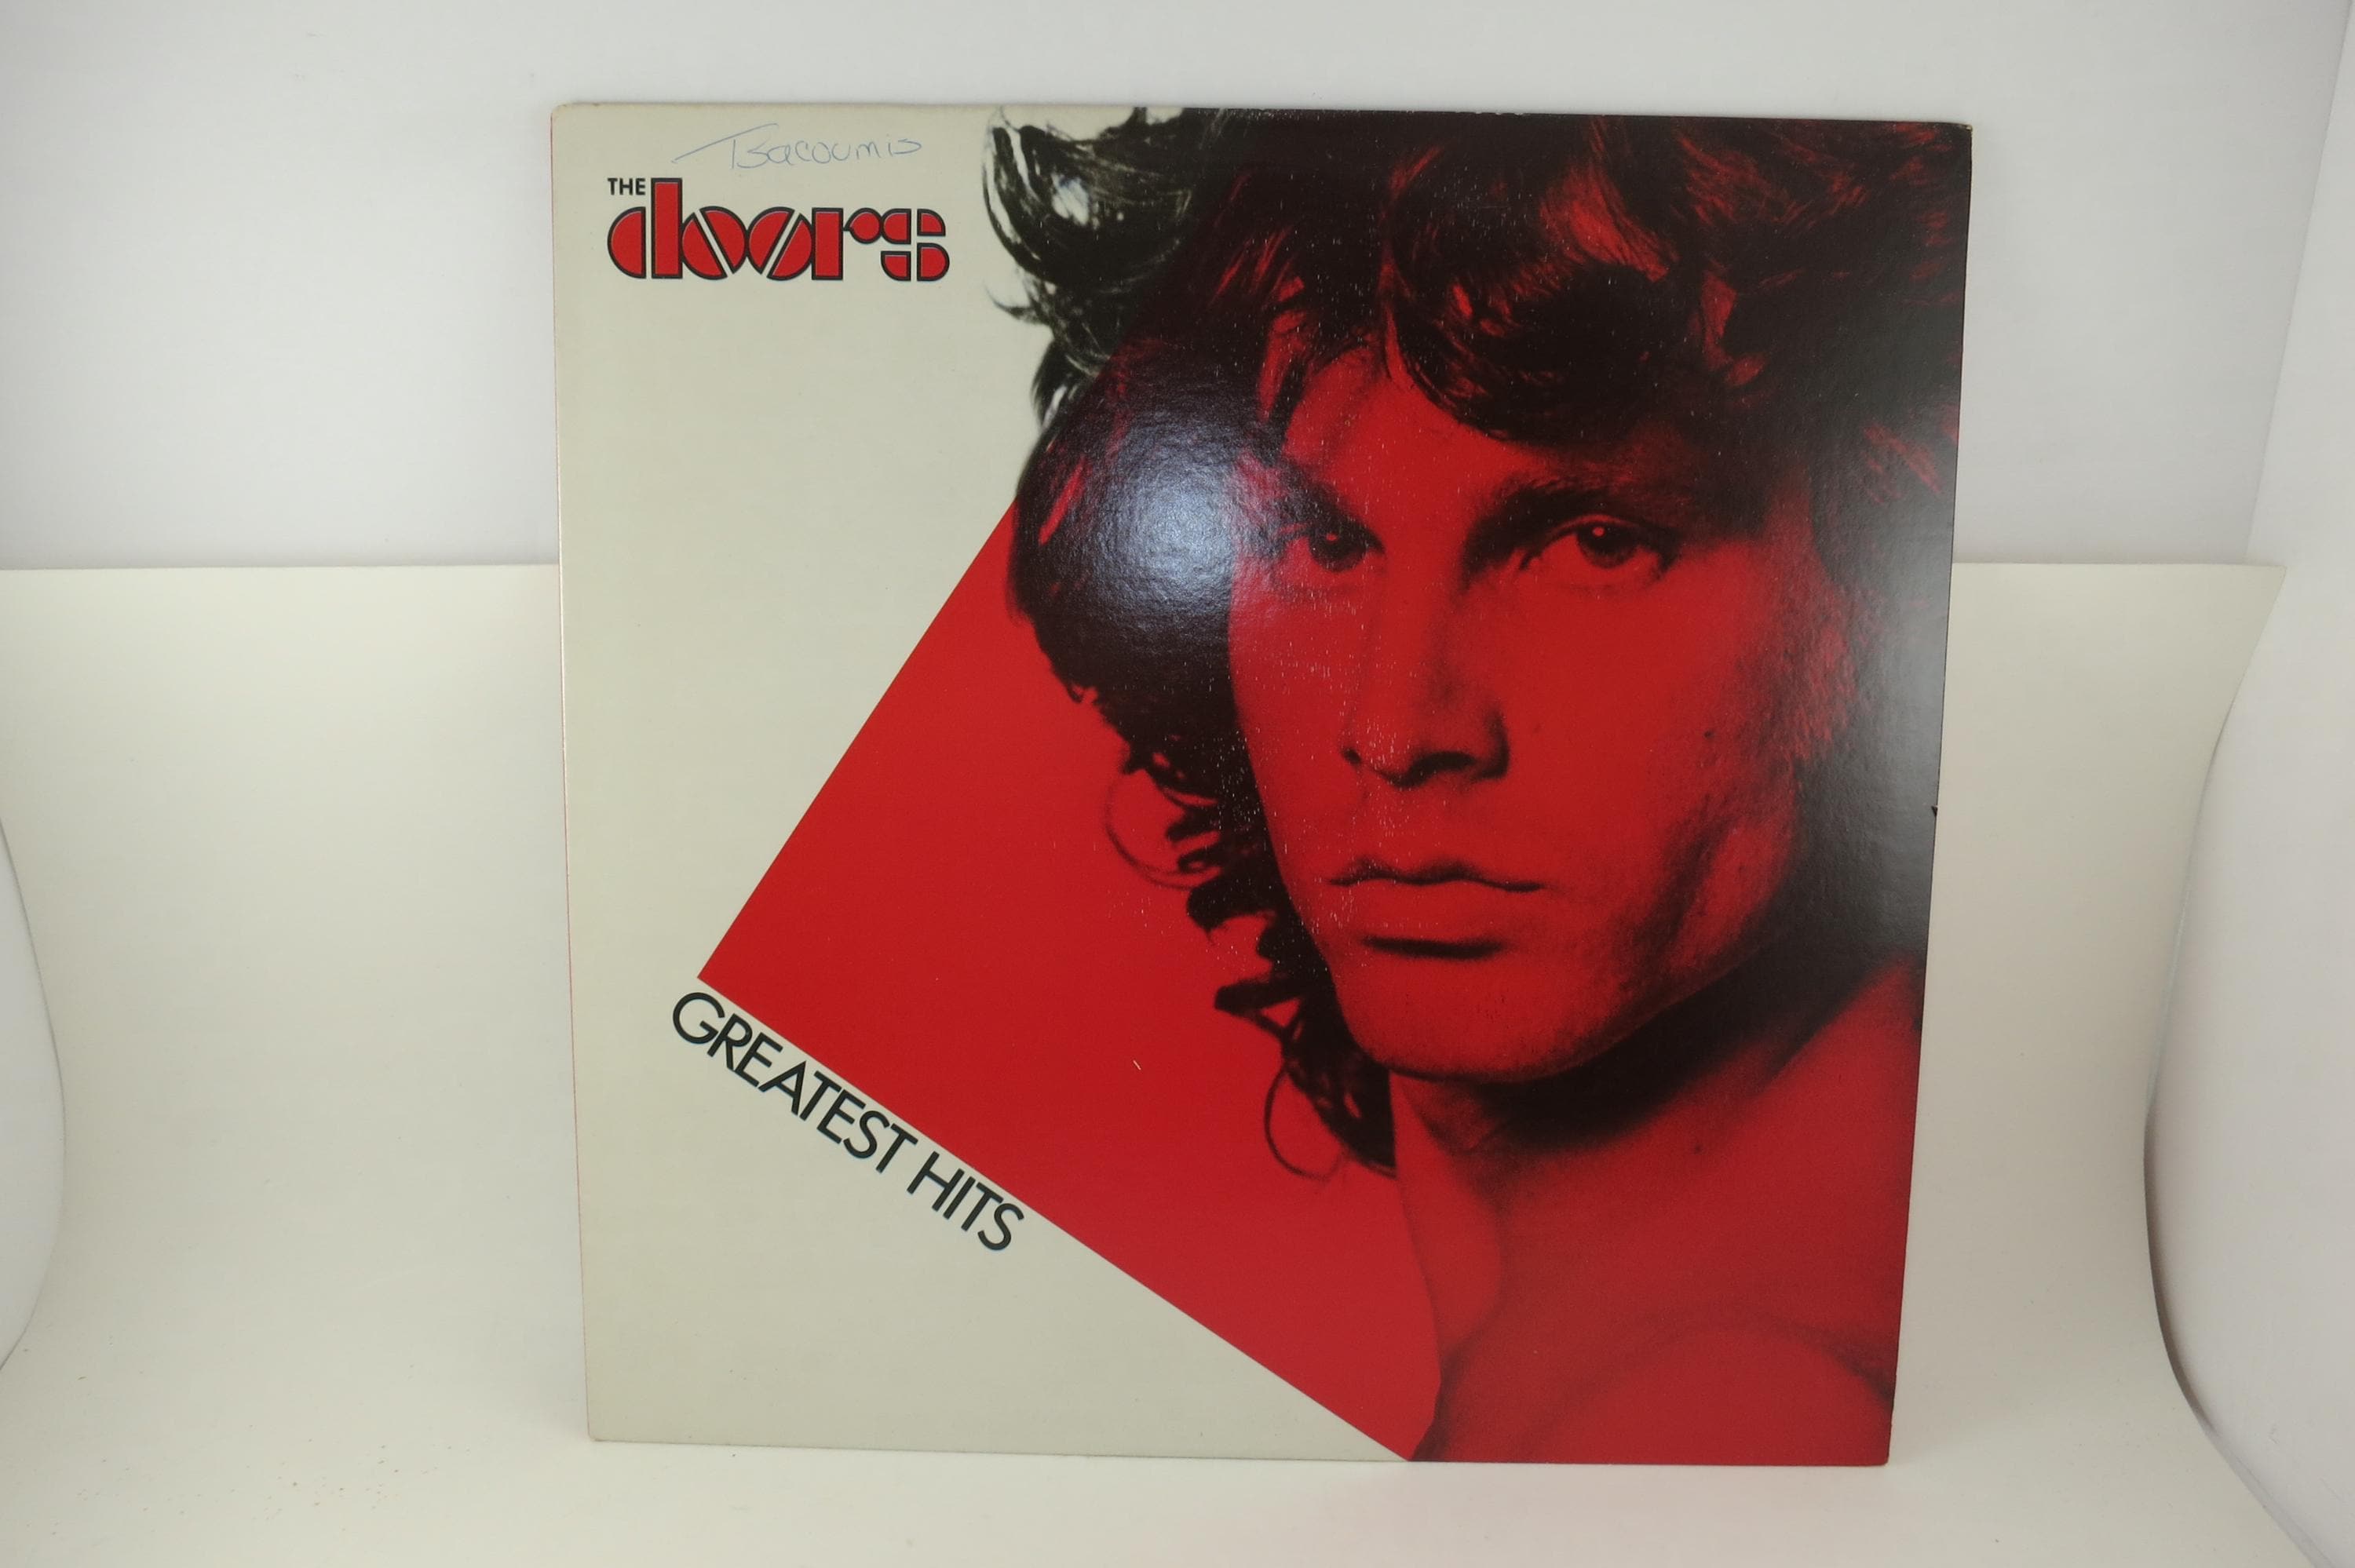 Tsacoumis
THE
doors
GREATEST HITS